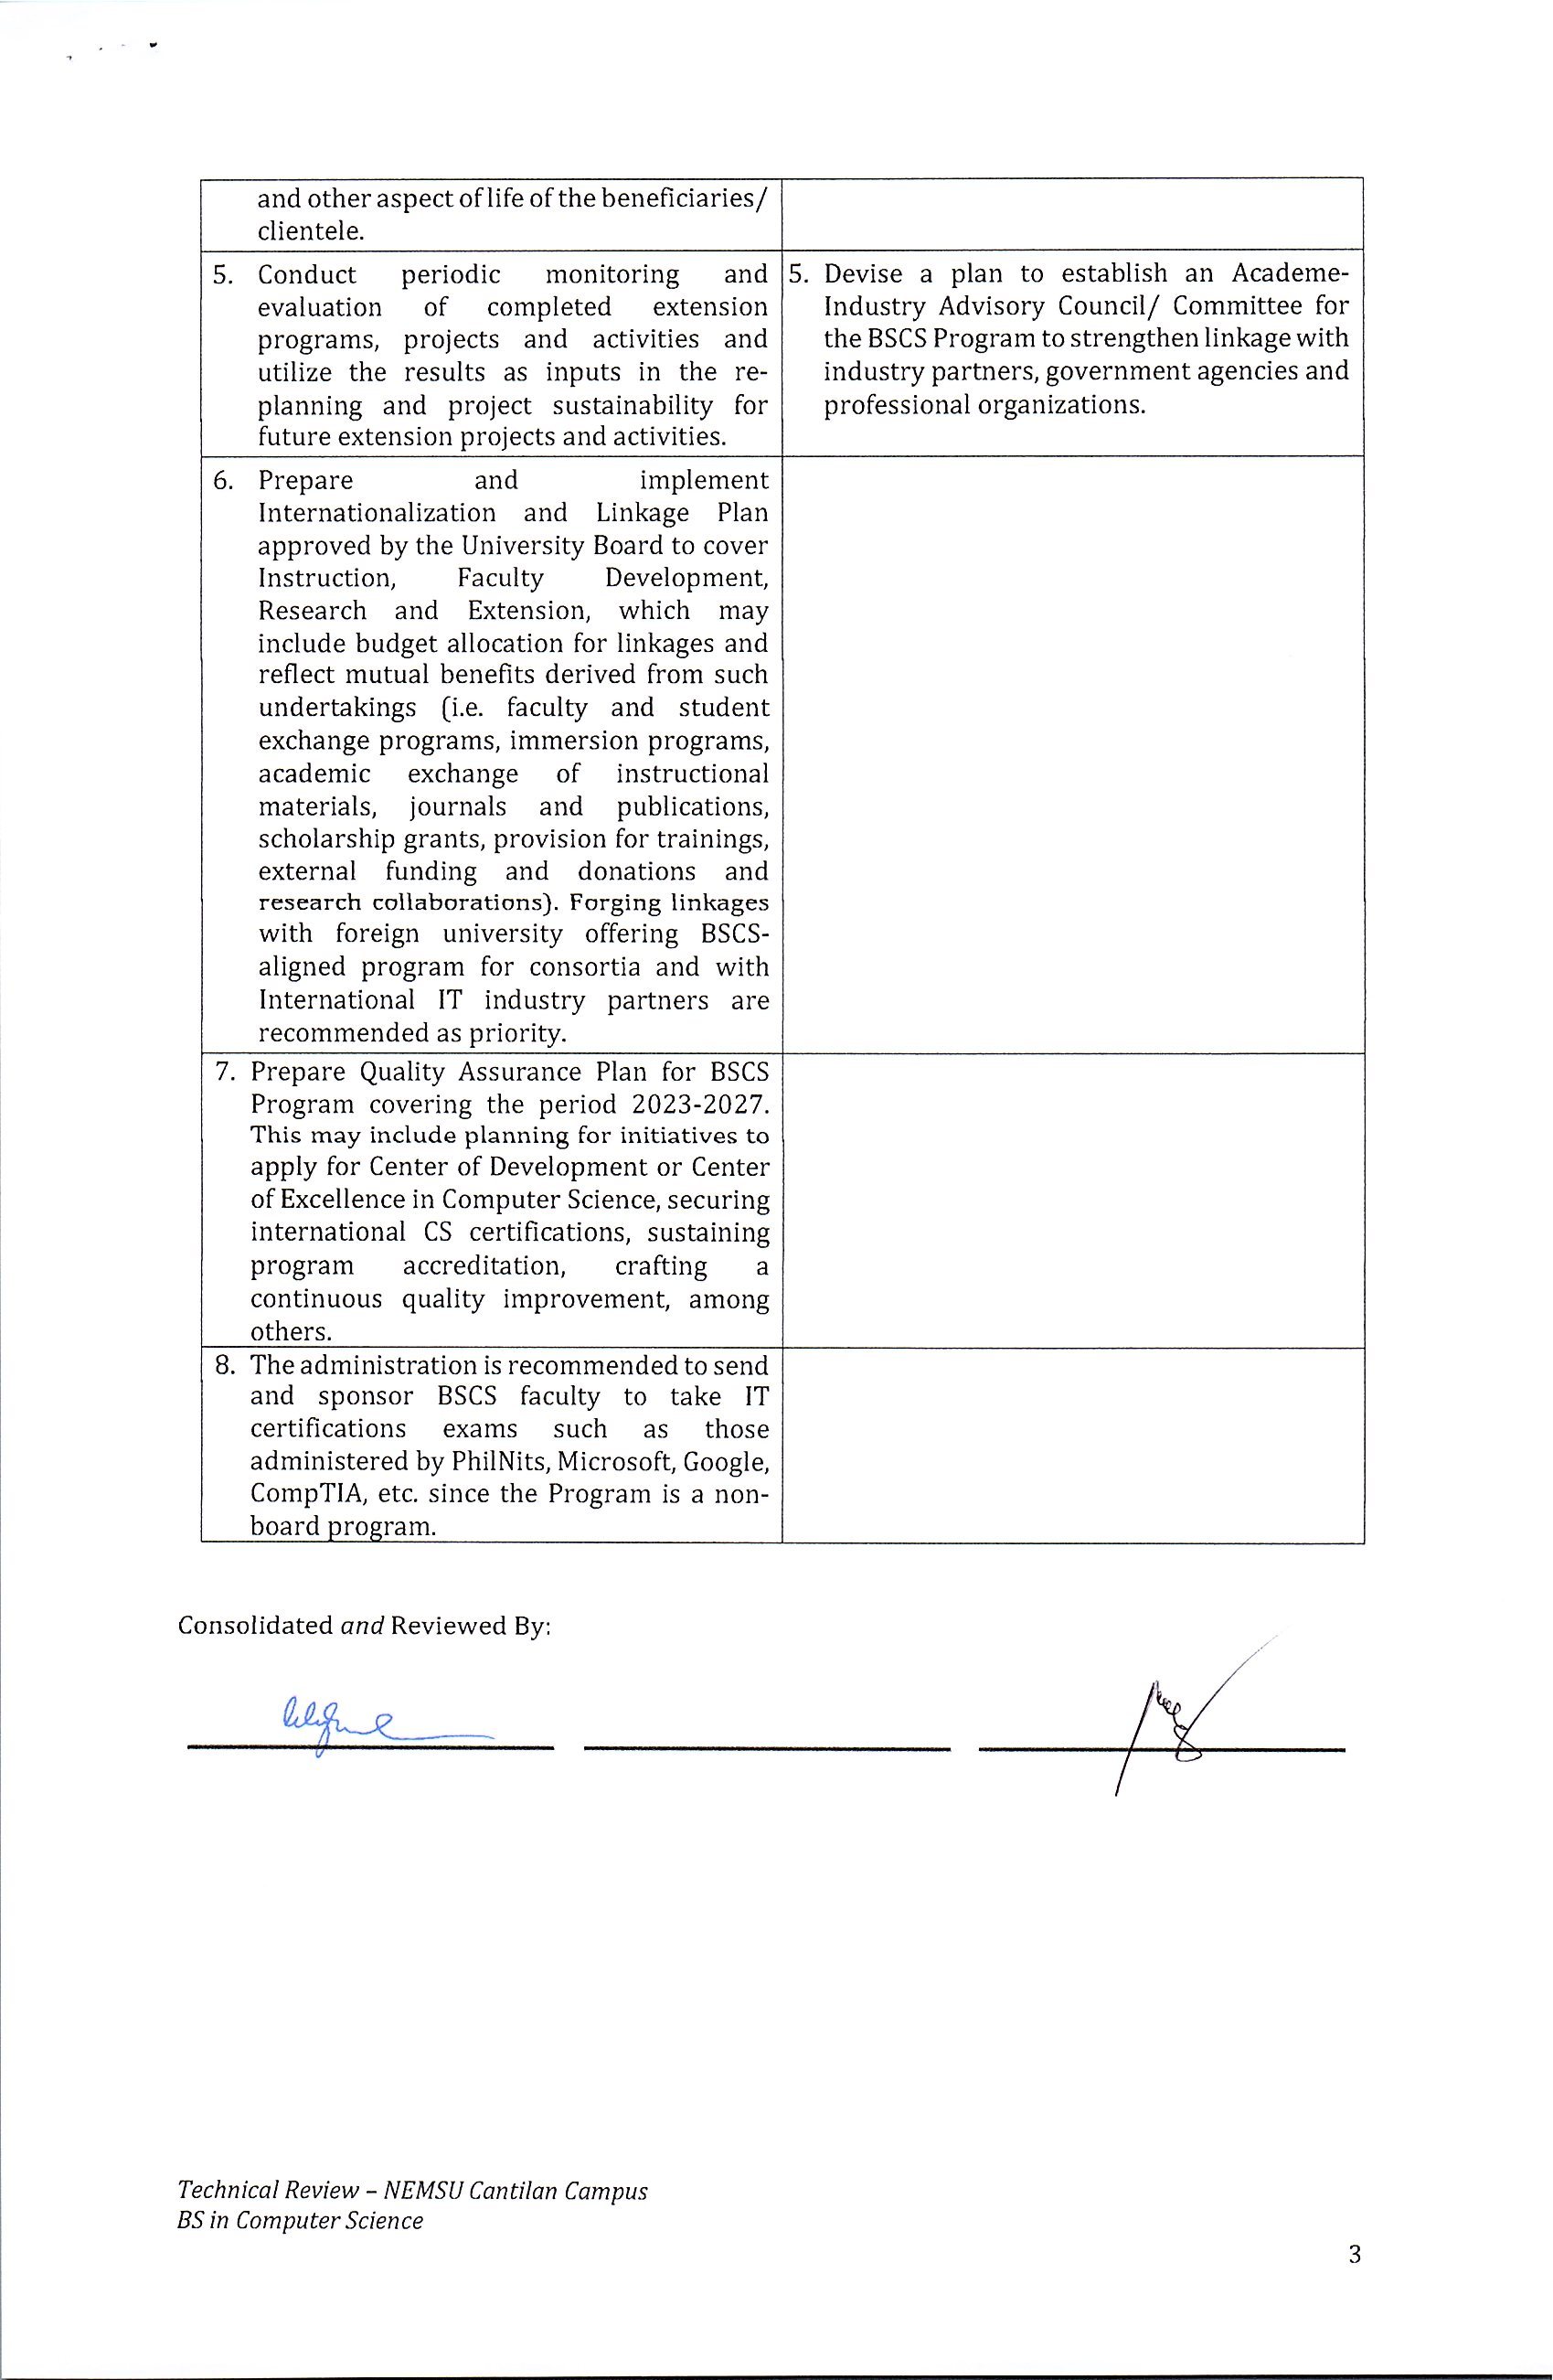 and other aspect of life of the beneficiaries/
clientele.
5. Conduct periodic monitoring and
evaluation of completed extension
programs, projects and activities and
utilize the results as inputs in the re-
planning and project sustainability for
future extension projects and activities.
5. Devise a plan to establish an Academe-
Industry Advisory Council/ Committee for
the BSCS Program to strengthen linkage with
industry partners, government agencies and
professional organizations.
6. Prepare and implement
Internationalization and Linkage Plan
approved by the University Board to cover
Instruction, Faculty Development,
Research and Extension, which may
include budget allocation for linkages and
reflect mutual benefits derived from such
undertakings (i.e. faculty and student
exchange programs, immersion programs,
academic exchange of instructional
materials, journals and publications,
scholarship grants, provision for trainings,
external funding and donations and
research collaborations). Forging linkages
with foreign university offering BSCS-
aligned program for consortia and with
International IT industry partners are
recommended as priority.
7. Prepare Quality Assurance Plan for BSCS
Program covering the period 2023-2027.
This may include planning for initiatives to
apply for Center of Development or Center
of Excellence in Computer Science, securing
international CS certifications, sustaining
program accreditation, crafting a
continuous quality improvement, among
others.
8. The administration is recommended to send
and sponsor BSCS faculty to take IT
certifications exams such as those
administered by PhilNits, Microsoft, Google,
CompTIA, etc. since the Program is a non-
board program.
Consolidated and Reviewed By:
Technical Review – NEMSU Cantilan Campus
BS in Computer Science
3